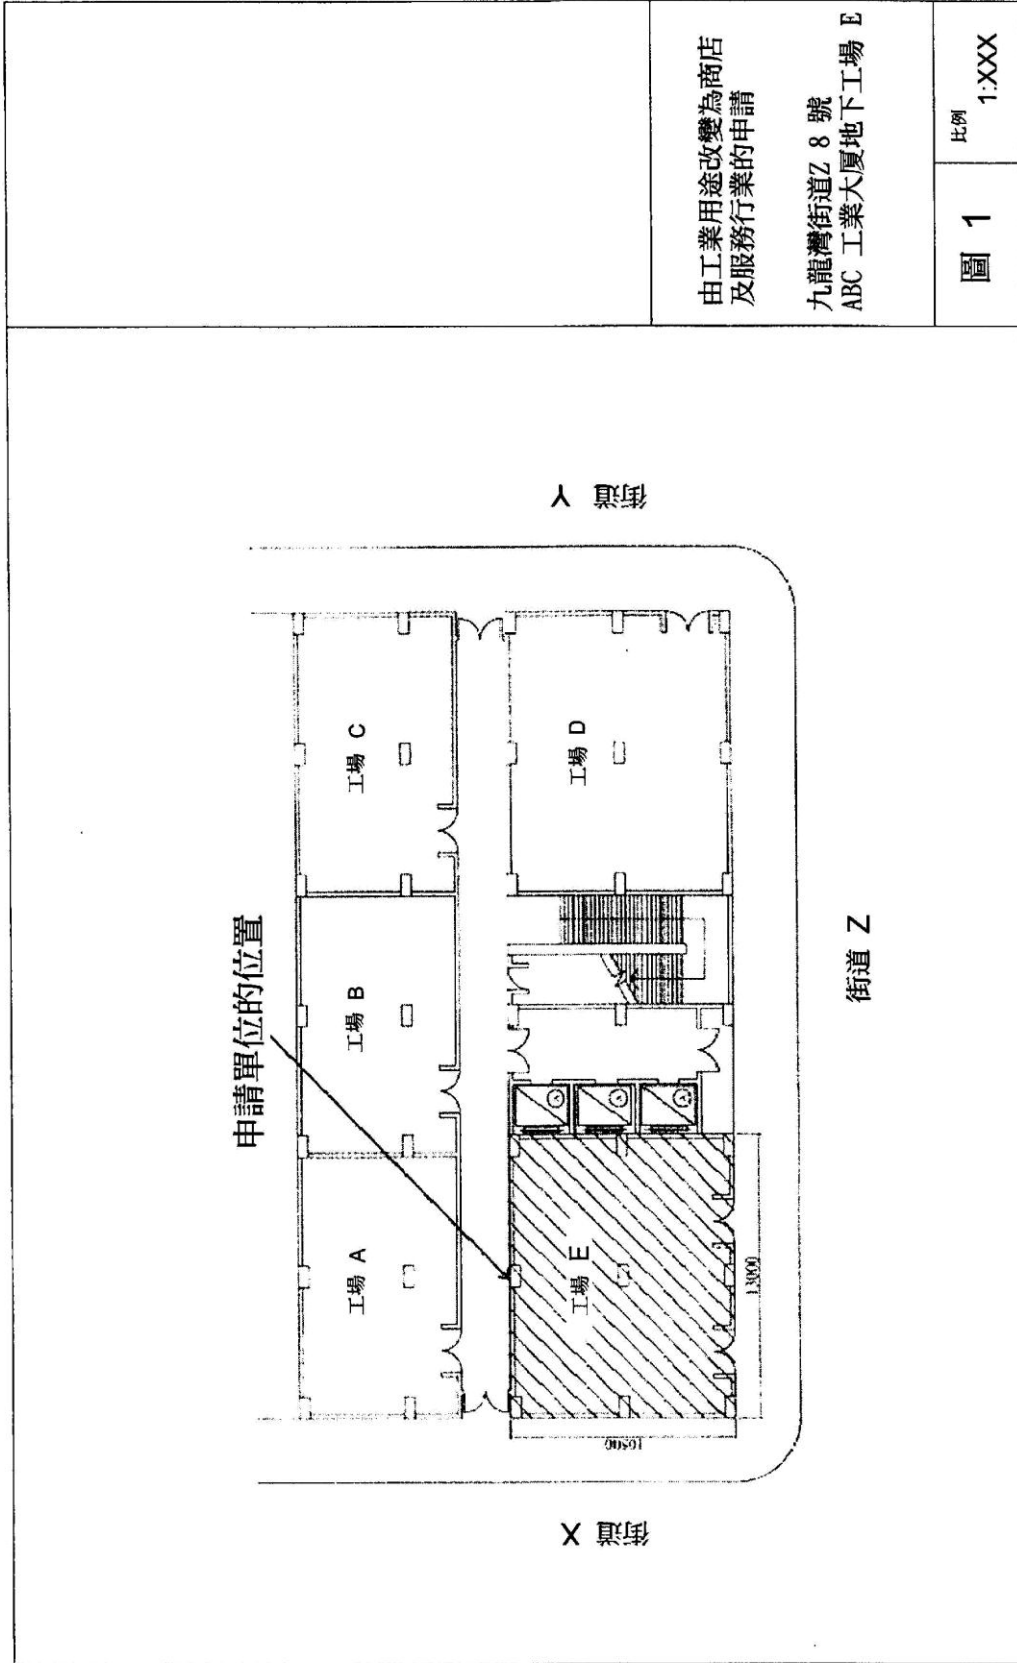 申請單位的位置
工場 A
工場 B
工場 C
工場 E
工場 D
10500
13000
街道 X
街道 Y
街道 Z
由工業用途改變為商店
及服務行業的申請
九龍灣街道Z 8 號
ABC 工業大廈地下工場 E
圖 1
比例
1:XXX